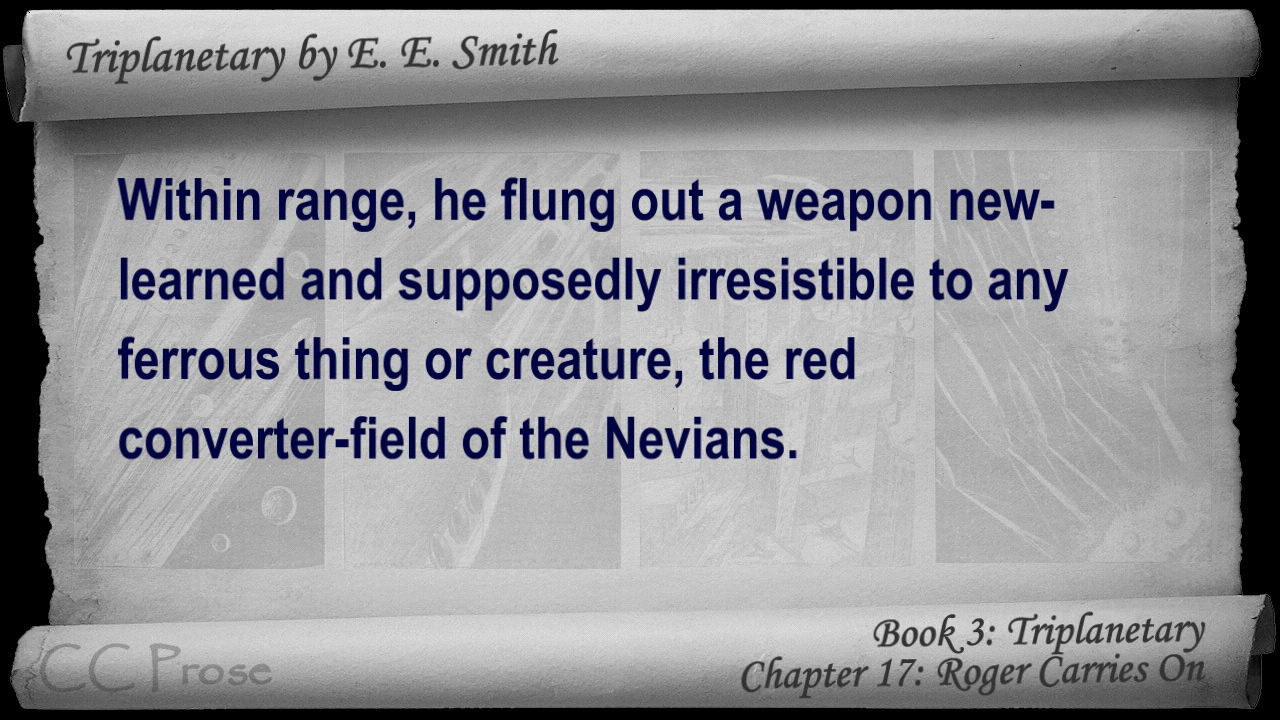 Triplanetary by E. E. Smith
Within range, he flung out a weapon new-
learned and supposedly irresistible to any
ferrous thing or creature, the red
converter-field of the Nevians.
Book 3: Triplanetary
Chapter 17: Roger Carries On
CC Prose